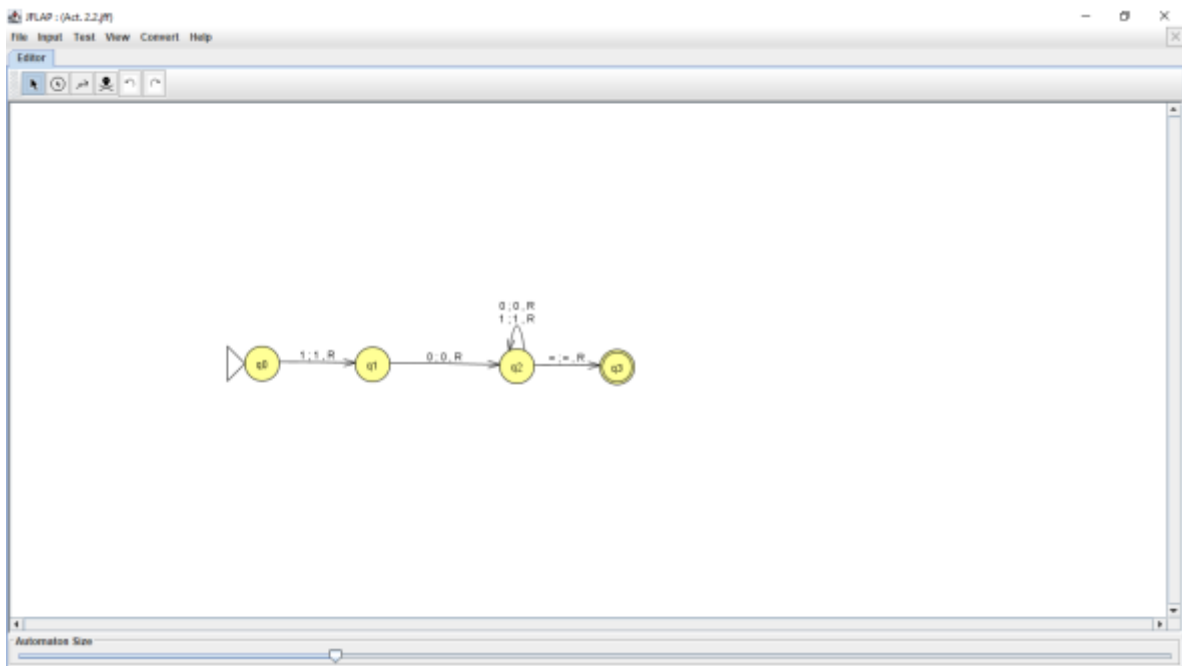 JFLAP : (Act. 2.2.jff)
File Input Test View Convert Help
Editor
0 ; 0 , R
1 ; 1 , R
q0 1 ; 1 , R q1 0 ; 0 , R q2 = ; = , R q3
Automaton Size